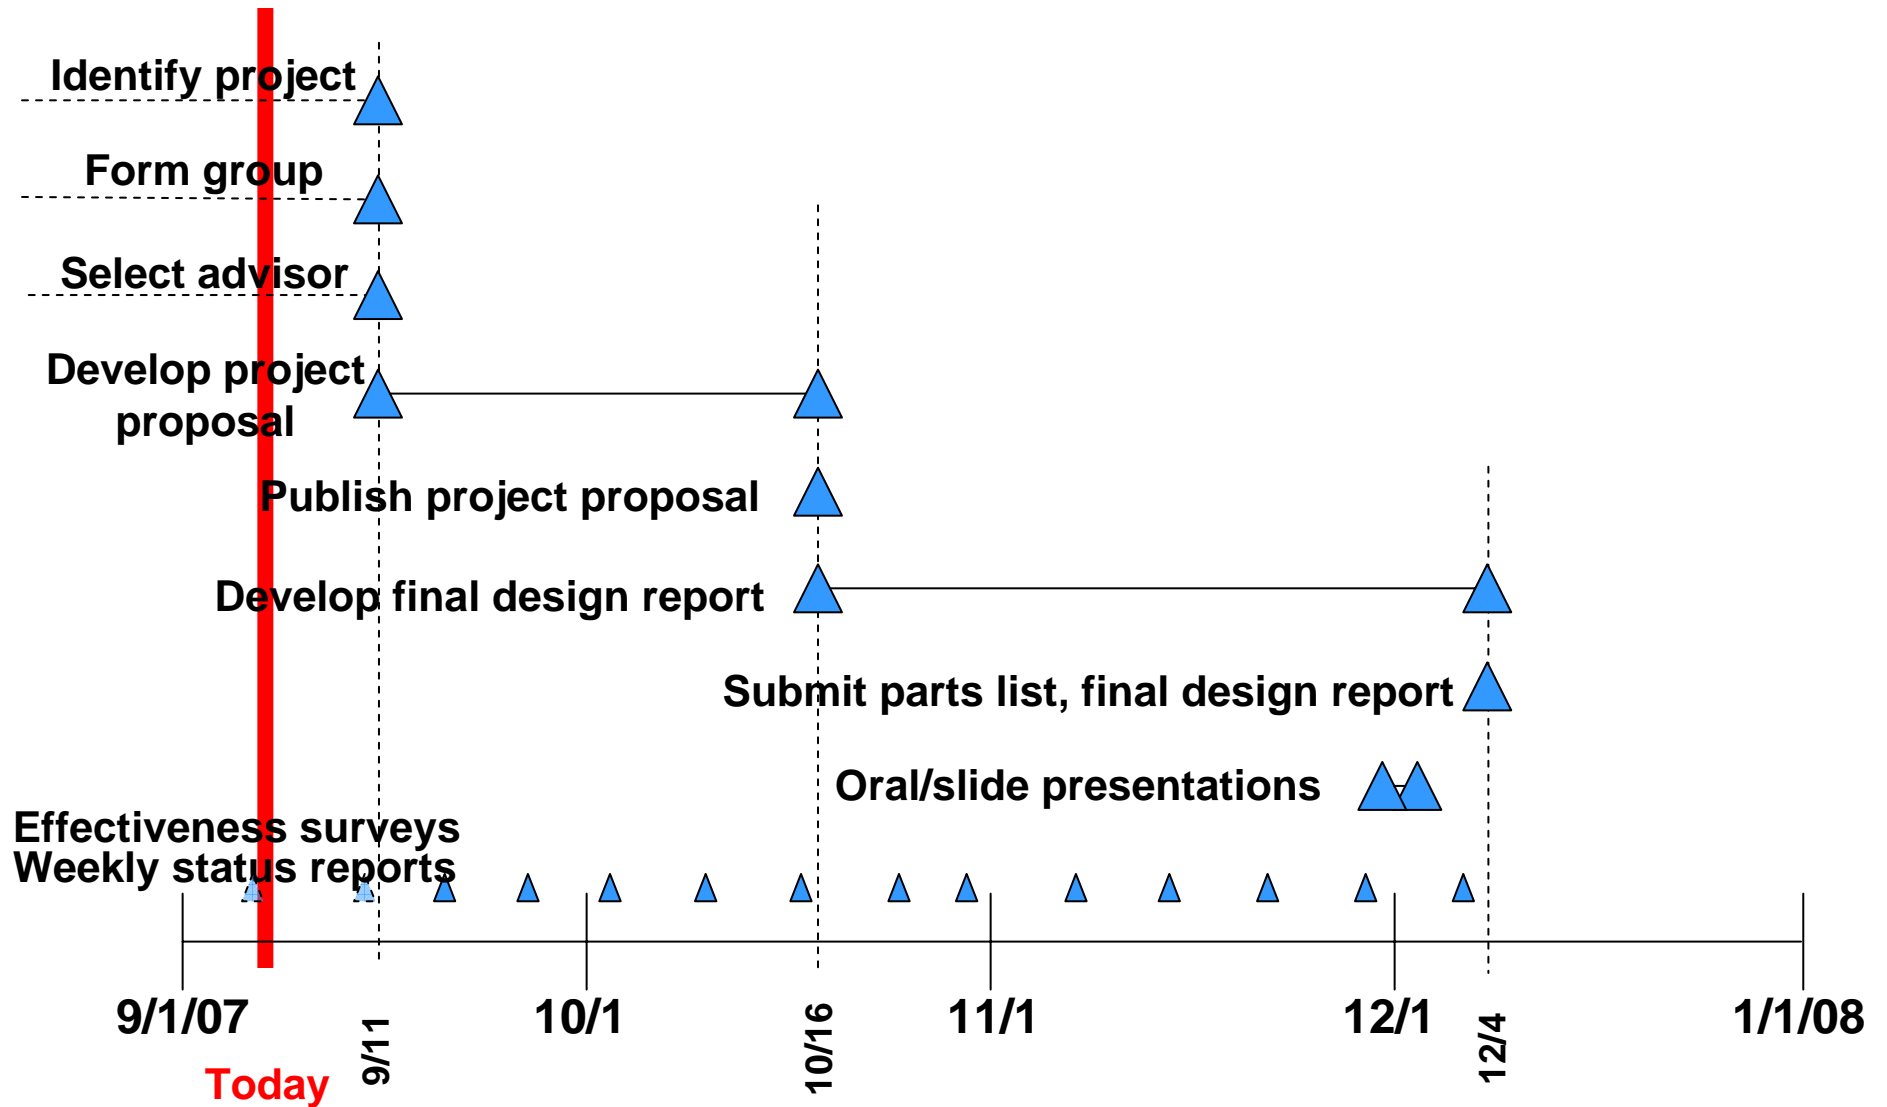 Identify project
Form group
Select advisor
Develop project
proposal
Publish project proposal
Develop final design report
Submit parts list, final design report
Oral/slide presentations
Effectiveness surveys
Weekly status reports
9/1/07
10/1
11/1
12/1
1/1/08
9/11
10/16
12/4
Today